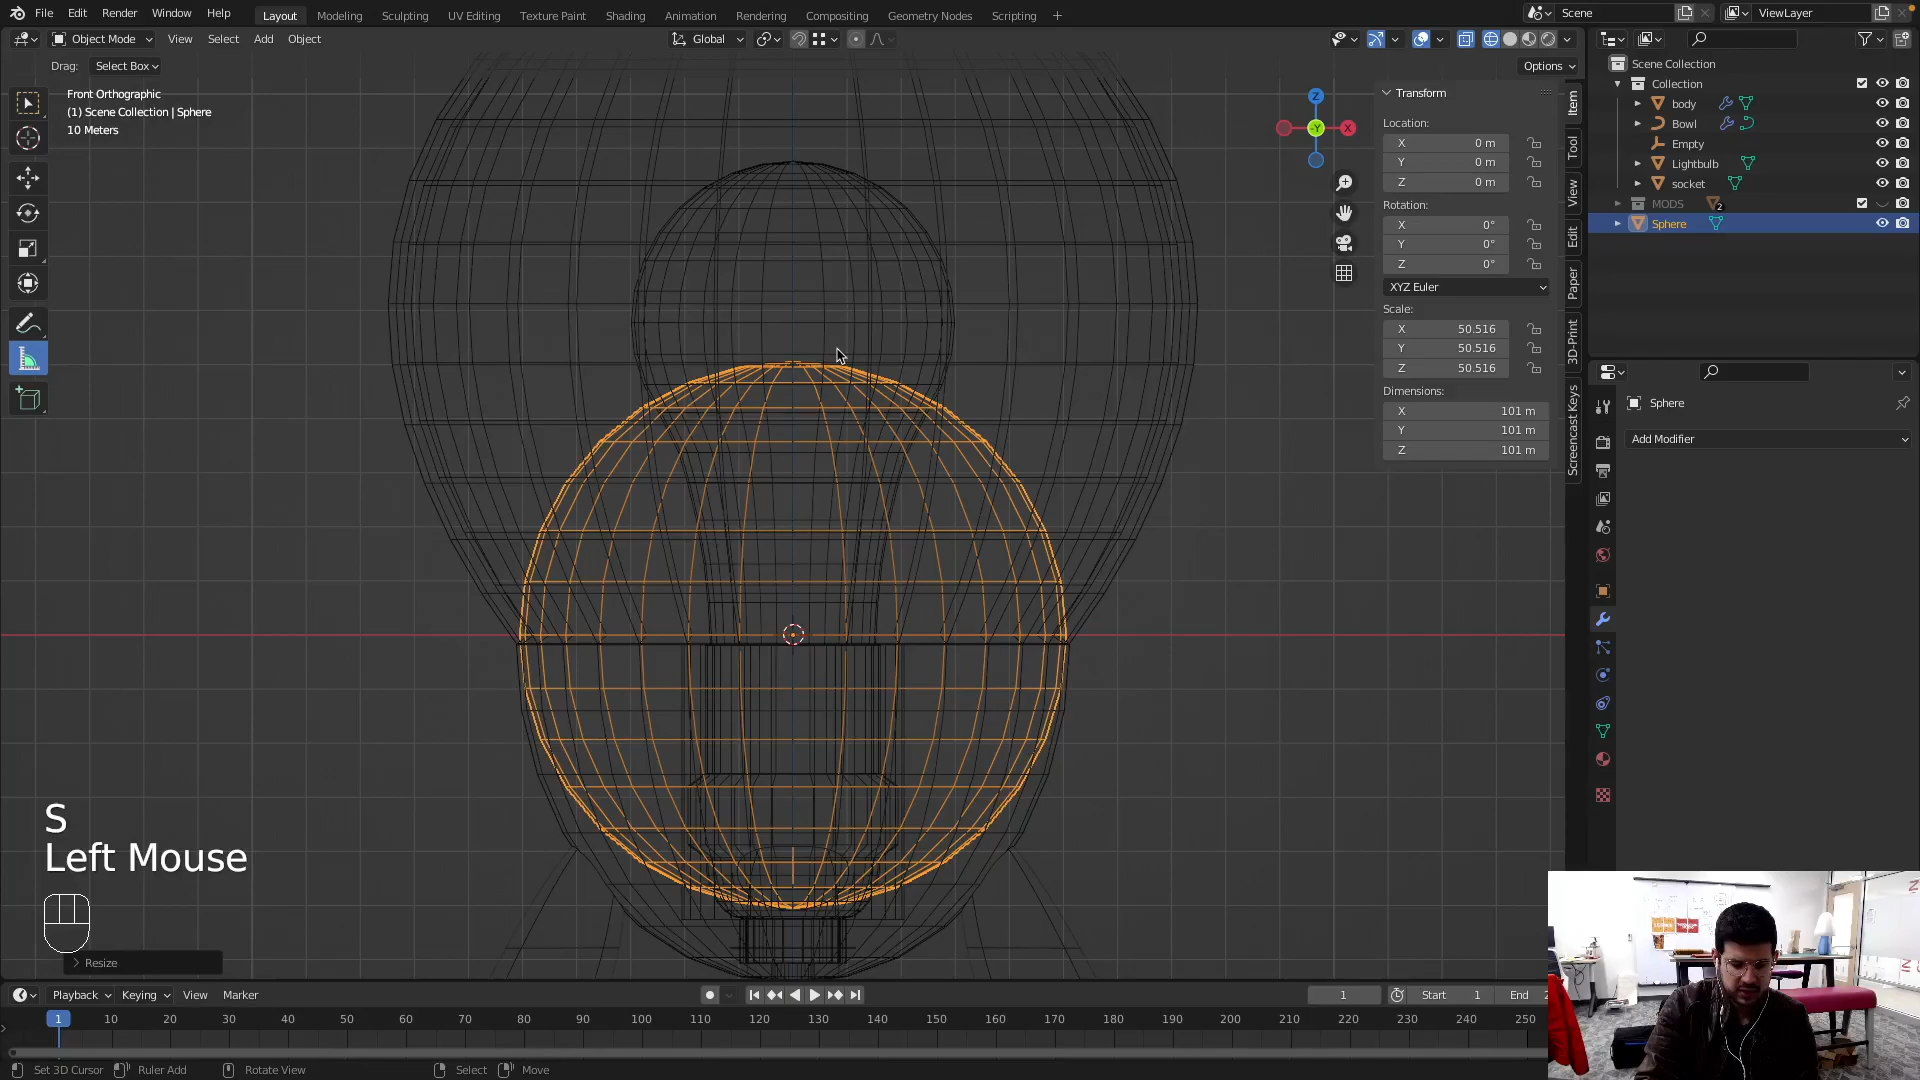 File Edit Render Window Help
Layout Modeling Sculpting UV Editing Texture Paint Shading Animation Rendering Compositing Geometry Nodes Scripting +
Scene
ViewLayer
Object Mode
View Select Add Object
Global
Drag: Select Box
Options
Front Orthographic
(1) Scene Collection | Sphere
10 Meters
Z
-Y
X
Transform
Location:
X 0 m
Y 0 m
Z 0 m
Rotation:
X 0°
Y 0°
Z 0°
XYZ Euler
Scale:
X 50.516
Y 50.516
Z 50.516
Dimensions:
X 101 m
Y 101 m
Z 101 m
Item
Tool
View
Edit
Paper
3D-Print
Screencast Keys
Scene Collection
Collection
body
Bowl
Empty
Lightbulb
socket
MODS 2
Sphere
Sphere
Add Modifier
S
Left Mouse
Resize
Playback Keying View Marker
1
Start 1
End 2
1 10 20 30 40 50 60 70 80 90 100 110 120 130 140 150 160 170 180 190 200 210 220 230 240 250
Set 3D Cursor
Ruler Add
Rotate View
Select
Move